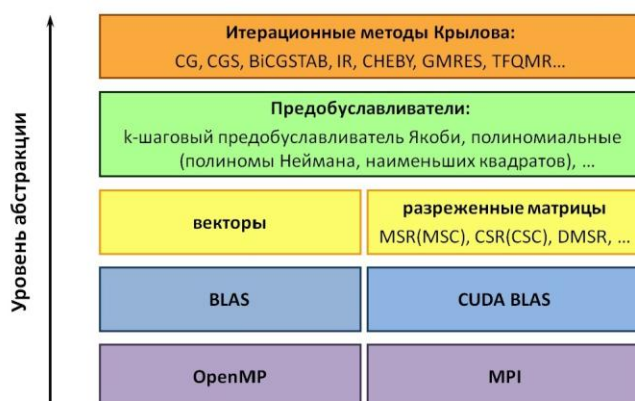 Уровень абстракции
Итерационные методы Крылова:
CG, CGS, BiCGSTAB, IR, CHEBY, GMRES, TFQMR...
Предобуславливатели:
k-шаговый предобуславливатель Якоби, полиномиальные
(полиномы Неймана, наименьших квадратов), ...
векторы
разреженные матрицы
MSR(MSC), CSR(CSC), DMSR, ...
BLAS
CUDA BLAS
OpenMP
MPI